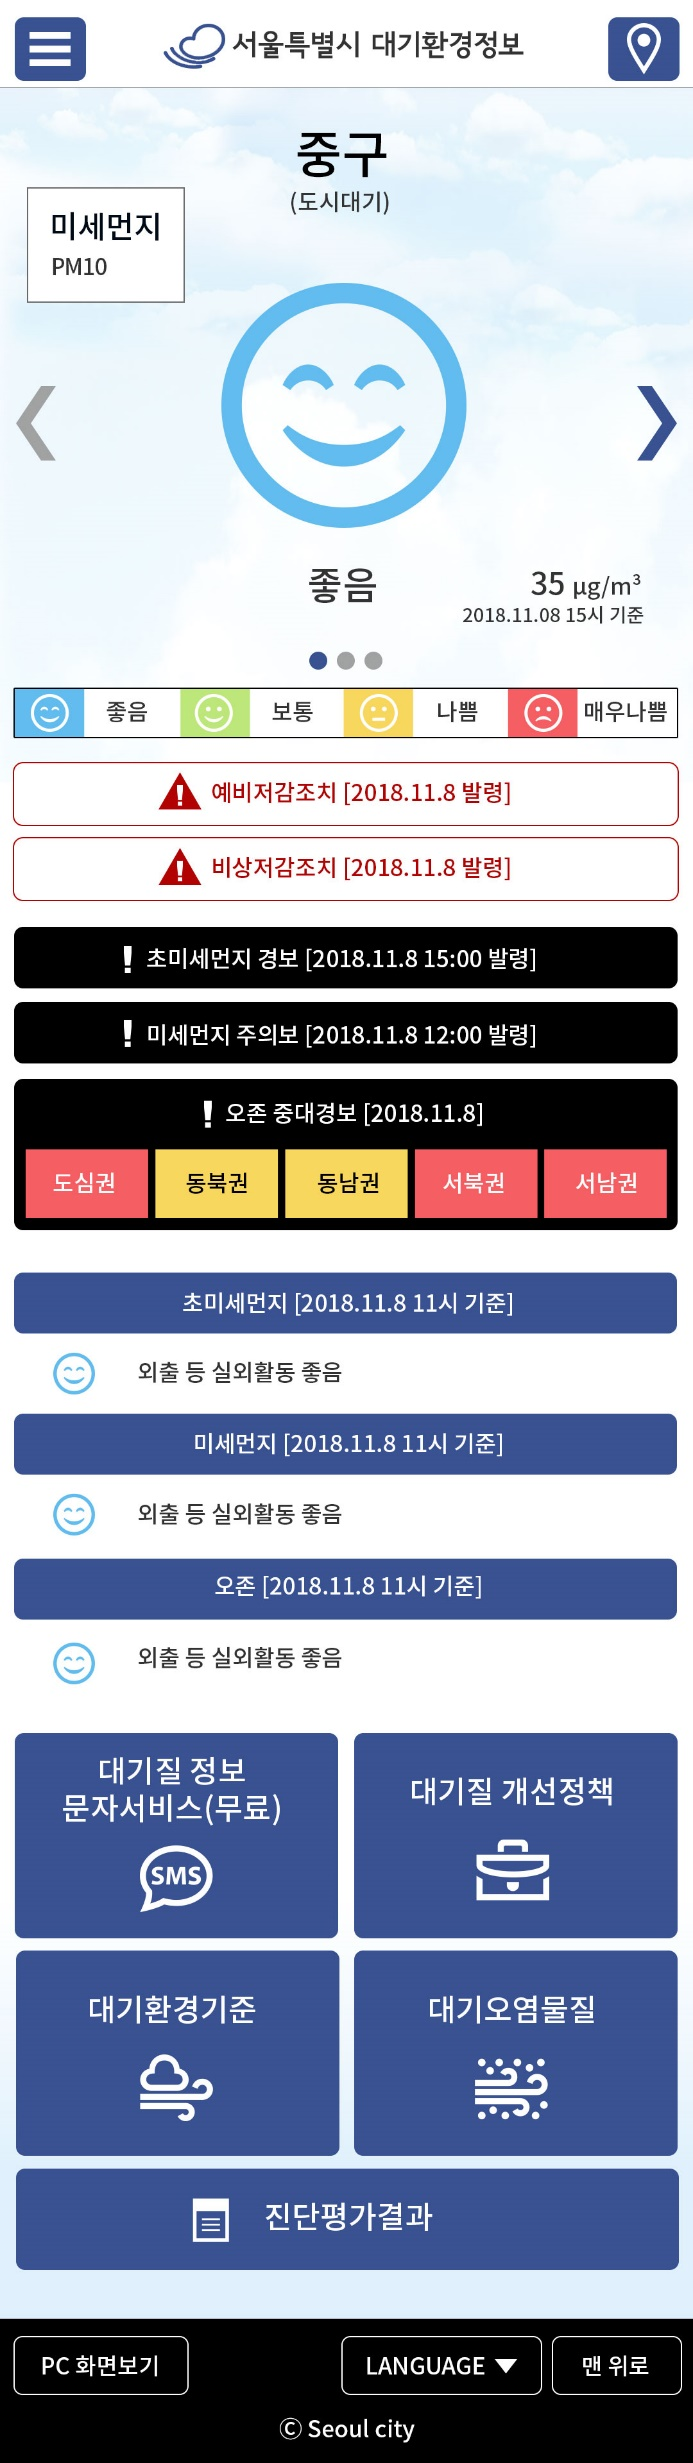 서울특별시 대기환경정보
중구
(도시대기)
미세먼지
PM10
좋음
35 µg/m³
2018.11.08 15시 기준
좋음 보통 나쁨 매우나쁨
예비저감조치 [2018.11.8 발령]
비상저감조치 [2018.11.8 발령]
! 초미세먼지 경보 [2018.11.8 15:00 발령]
! 미세먼지 주의보 [2018.11.8 12:00 발령]
! 오존 중대경보 [2018.11.8]
도심권 동북권 동남권 서북권 서남권
초미세먼지 [2018.11.8 11시 기준]
외출 등 실외활동 좋음
미세먼지 [2018.11.8 11시 기준]
외출 등 실외활동 좋음
오존 [2018.11.8 11시 기준]
외출 등 실외활동 좋음
대기질 정보
문자서비스(무료)
SMS
대기질 개선정책
대기환경기준
대기오염물질
진단평가결과
PC 화면보기
LANGUAGE ▼
맨 위로
ⓒ Seoul city